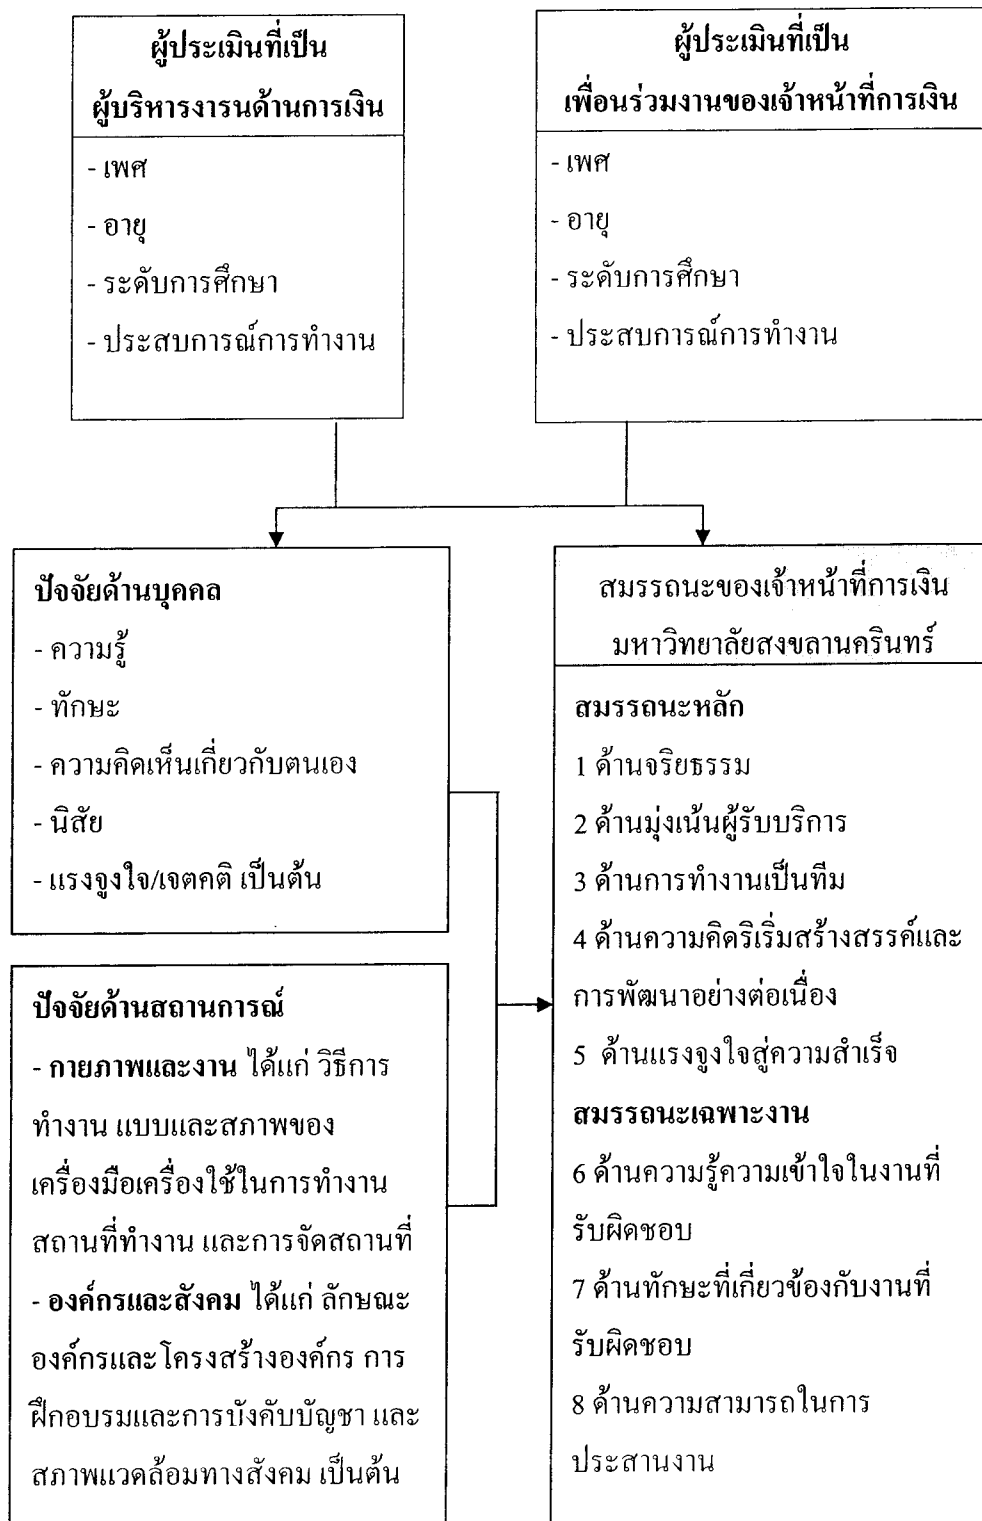 ผู้ประเมินที่เป็น
ผู้บริหารงารนด้านการเงิน
- เพศ
- อายุ
- ระดับการศึกษา
- ประสบการณ์การทำงาน
ผู้ประเมินที่เป็น
เพื่อนร่วมงานของเจ้าหน้าที่การเงิน
- เพศ
- อายุ
- ระดับการศึกษา
- ประสบการณ์การทำงาน
ปัจจัยด้านบุคคล
- ความรู้
- ทักษะ
- ความคิดเห็นเกี่ยวกับตนเอง
- นิสัย
- แรงจูงใจ/เจตคติ เป็นต้น
ปัจจัยด้านสถานการณ์
- กายภาพและงาน ได้แก่ วิธีการ
ทำงาน แบบและสภาพของ
เครื่องมือเครื่องใช้ในการทำงาน
สถานที่ทำงาน และการจัดสถานที่
- องค์กรและสังคม ได้แก่ ลักษณะ
องค์กรและโครงสร้างองค์กร การ
ฝึกอบรมและการบังคับบัญชา และ
สภาพแวดล้อมทางสังคม เป็นต้น
สมรรถนะของเจ้าหน้าที่การเงิน
มหาวิทยาลัยสงขลานครินทร์
สมรรถนะหลัก
1 ด้านจริยธรรม
2 ด้านมุ่งเน้นผู้รับบริการ
3 ด้านการทำงานเป็นทีม
4 ด้านความคิดริเริ่มสร้างสรรค์และ
การพัฒนาอย่างต่อเนื่อง
5 ด้านแรงจูงใจสู่ความสำเร็จ
สมรรถนะเฉพาะงาน
6 ด้านความรู้ความเข้าใจในงานที่
รับผิดชอบ
7 ด้านทักษะที่เกี่ยวข้องกับงานที่
รับผิดชอบ
8 ด้านความสามารถในการ
ประสานงาน